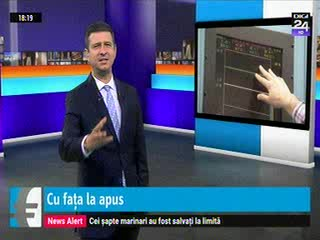 18:19
DIGI
24
HD
Cu fața la apus
News Alert Cei șapte marinari au fost salvați la limită